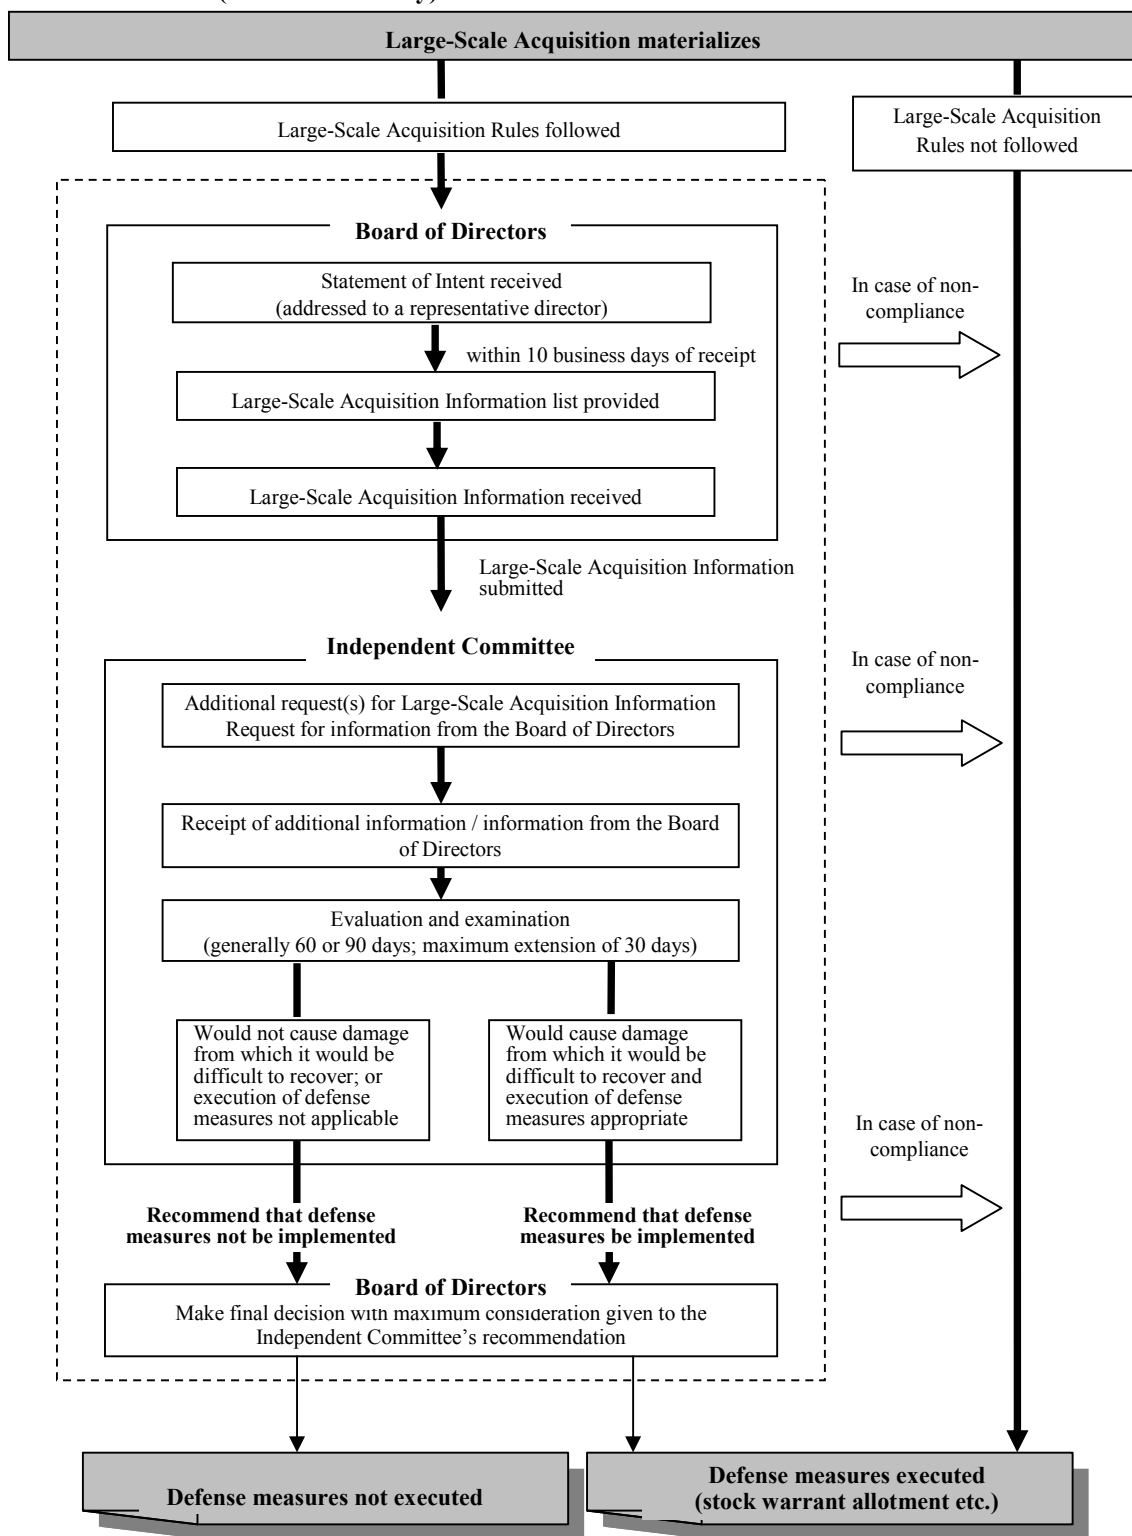 Large-Scale Acquisition materializes
Large-Scale Acquisition Rules followed
Large-Scale Acquisition
Rules not followed
Board of Directors
Statement of Intent received
(addressed to a representative director)
within 10 business days of receipt
Large-Scale Acquisition Information list provided
Large-Scale Acquisition Information received
In case of non-
compliance
Large-Scale Acquisition Information
submitted
Independent Committee
Additional request(s) for Large-Scale Acquisition Information
Request for information from the Board of Directors
In case of non-
compliance
Receipt of additional information / information from the Board
of Directors
Evaluation and examination
(generally 60 or 90 days; maximum extension of 30 days)
Would not cause damage
from which it would be
difficult to recover; or
execution of defense
measures not applicable
Would cause damage
from which it would be
difficult to recover and
execution of defense
measures appropriate
In case of non-
compliance
Recommend that defense
measures not be implemented
Recommend that defense
measures be implemented
Board of Directors
Make final decision with maximum consideration given to the
Independent Committee’s recommendation
Defense measures not executed
Defense measures executed
(stock warrant allotment etc.)